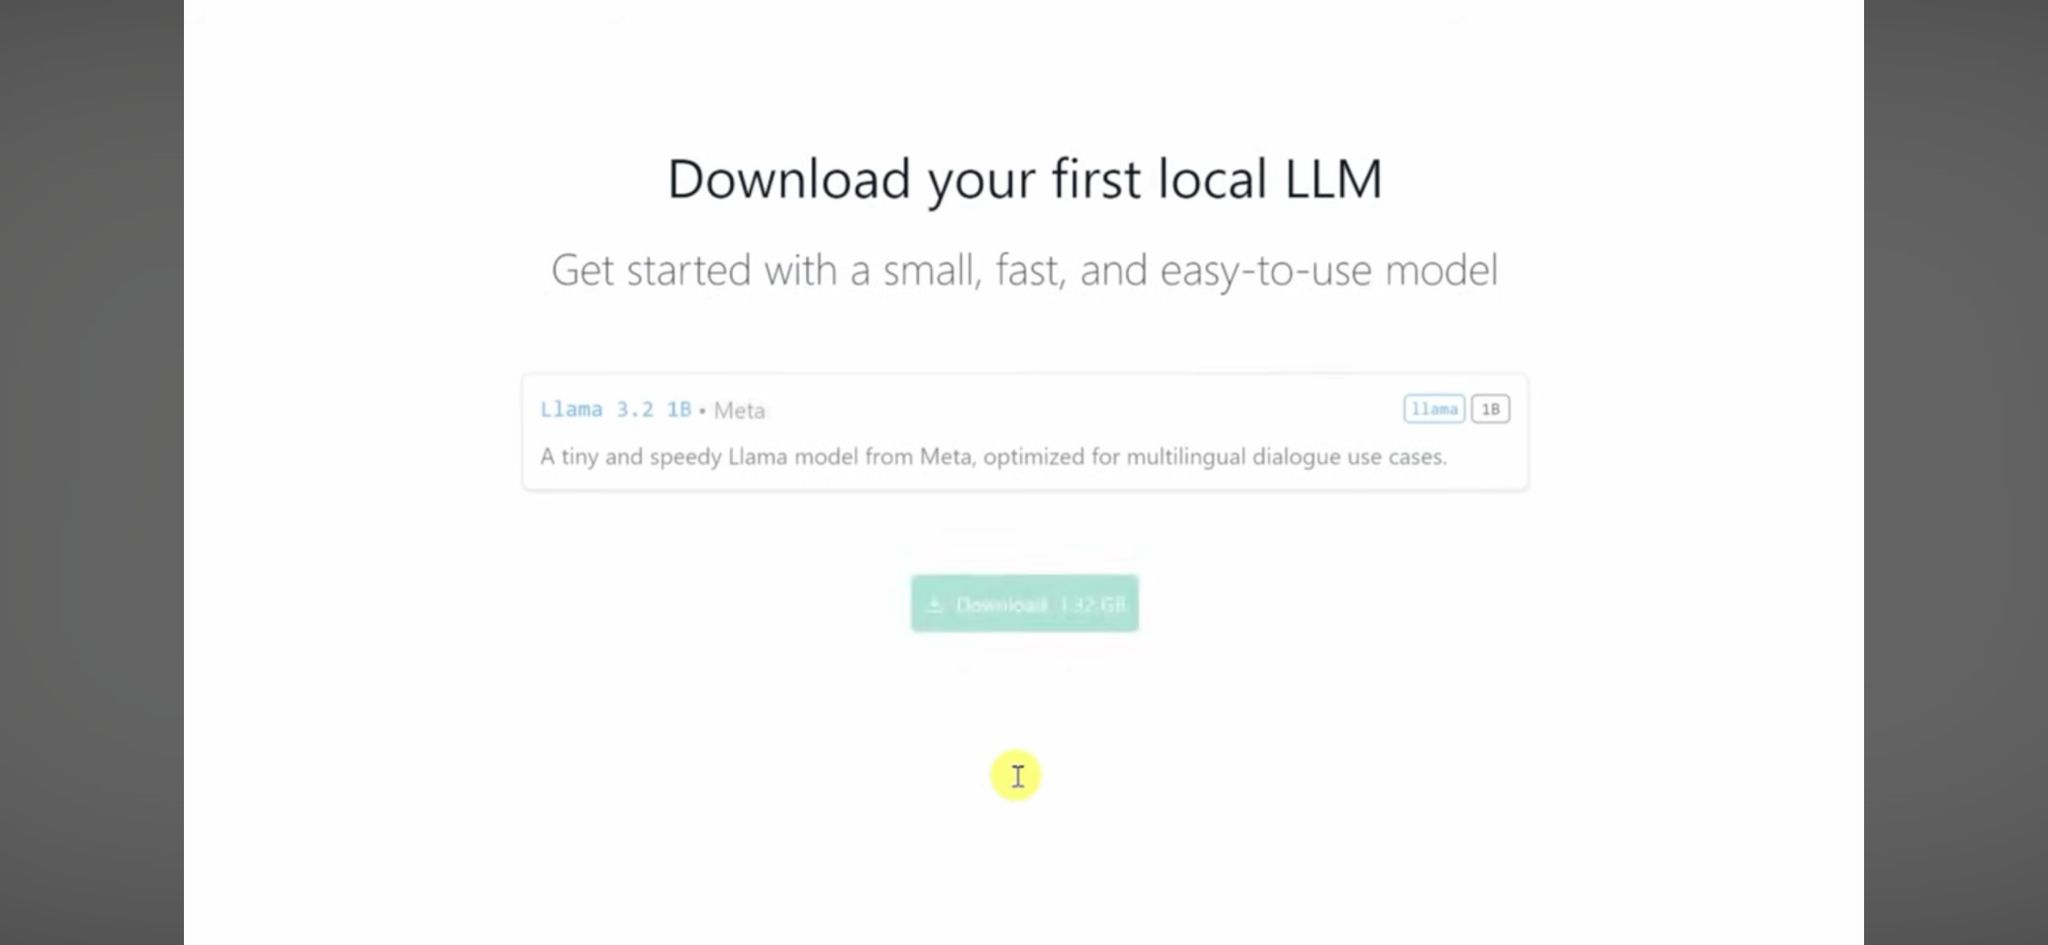 Download your first local LLM
Get started with a small, fast, and easy-to-use model
Llama 3.2 1B • Meta
llama 1B
A tiny and speedy Llama model from Meta, optimized for multilingual dialogue use cases.
Download 1.32 GB